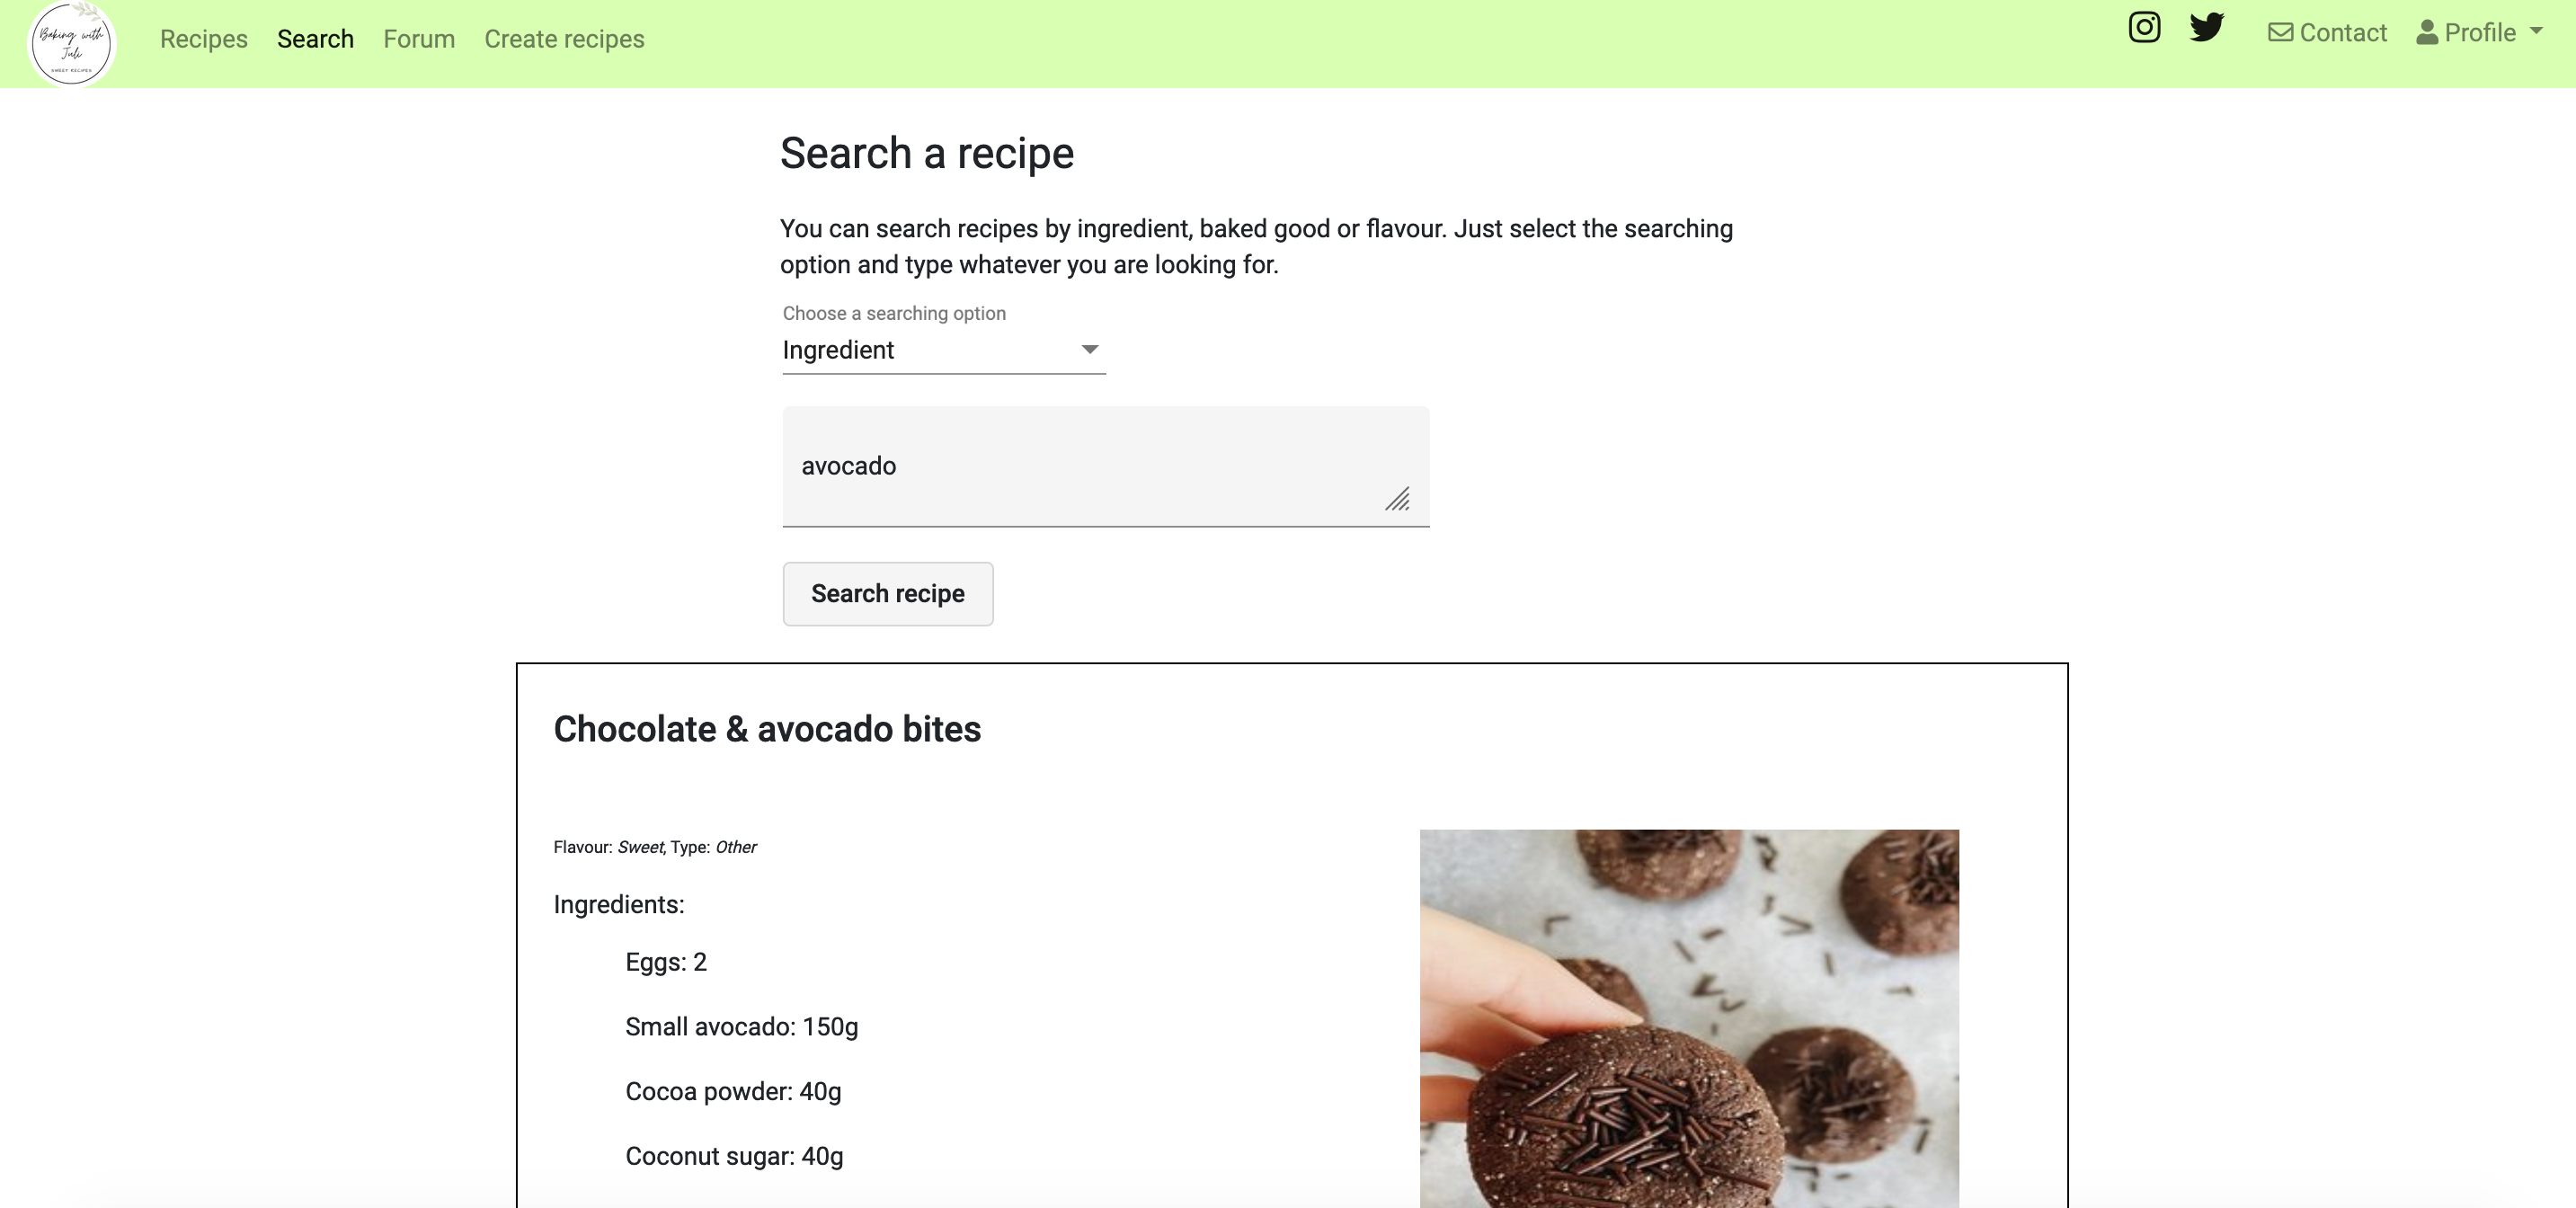 Baking with
Juli
SWEET RECIPES
Recipes Search Forum Create recipes
Contact Profile
Search a recipe
You can search recipes by ingredient, baked good or flavour. Just select the searching
option and type whatever you are looking for.
Choose a searching option
Ingredient
avocado
Search recipe
Chocolate & avocado bites
Flavour: Sweet, Type: Other
Ingredients:
Eggs: 2
Small avocado: 150g
Cocoa powder: 40g
Coconut sugar: 40g